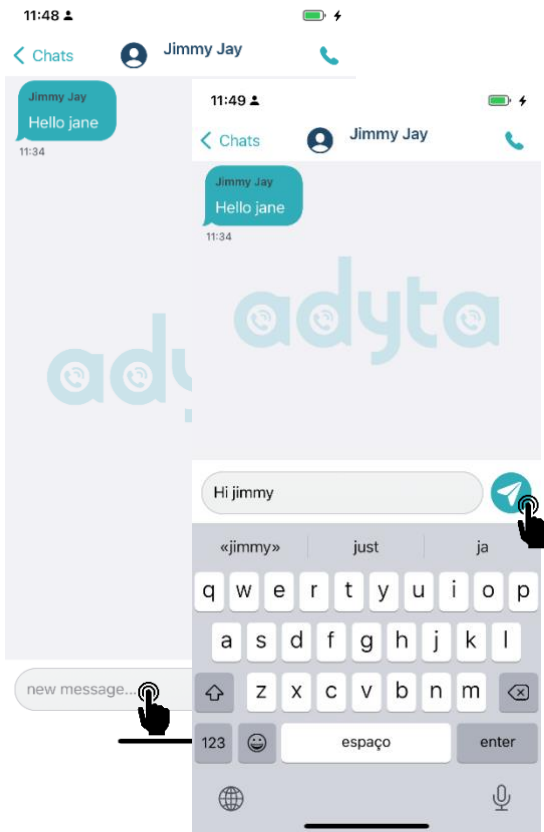 11:48
Chats
Jimmy Jay
Jimmy Jay
Hello jane
11:34
ady
new message...
11:49
Chats
Jimmy Jay
Jimmy Jay
Hello jane
11:34
adyta
Hi jimmy
«jimmy» just ja
q w e r t y u i o p
a s d f g h j k l
z x c v b n m
123 espaço enter